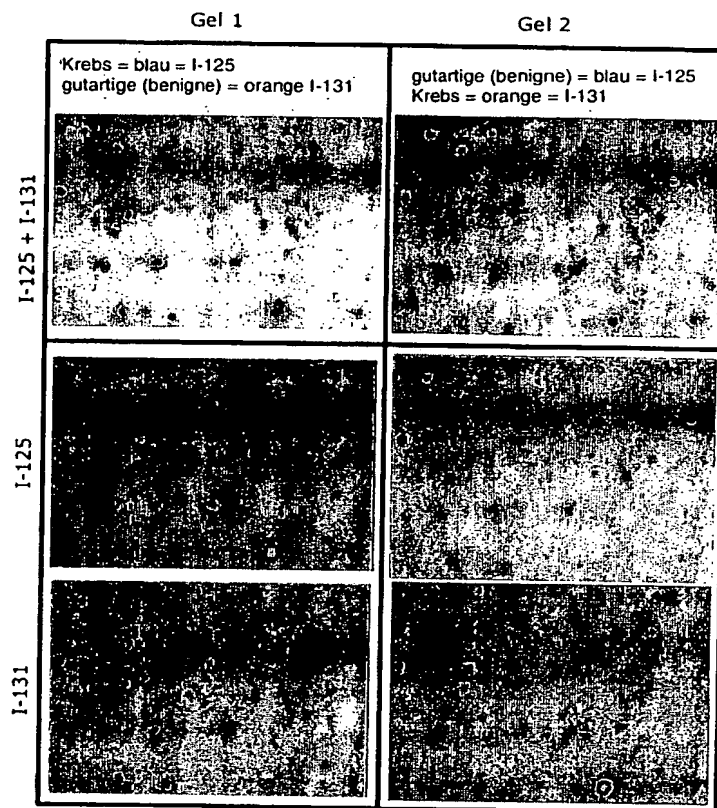 Gel 1
Gel 2
Krebs = blau = I-125
gutartige (benigne) = orange I-131
gutartige (benigne) = blau = I-125
Krebs = orange = I-131
I-125 + I-131
I-125
I-131